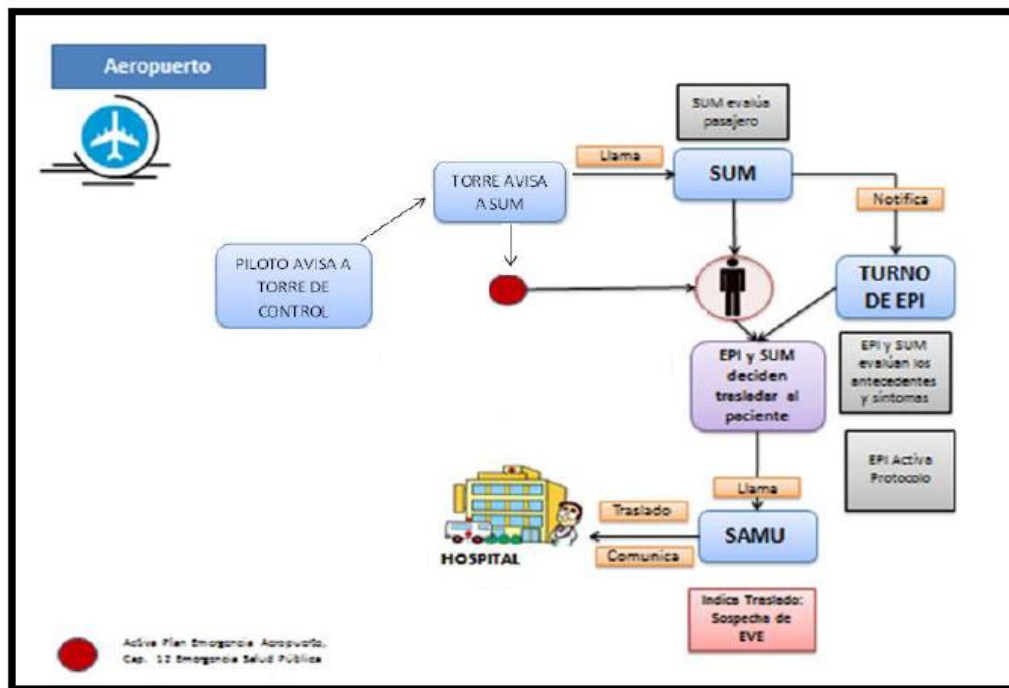 Aeropuerto
SUM evalúa
pasajero
Llama
SUM
TORRE AVISA
A SUM
Notifica
PILOTO AVISA A
TORRE DE
CONTROL
TURNO
DE EPI
EPI y SUM
deciden
trasladar al
paciente
EPI y SUM
evalúan los
antecedentes
y síntomas
EPI Activa
Protocolo
Llama
Traslado
SAMU
Comunica
HOSPITAL
Indica Traslado:
Sospecha de
EVE
Activa Plan Emergencia Aeropuerto,
Cap. 12 Emergencia Salud Pública